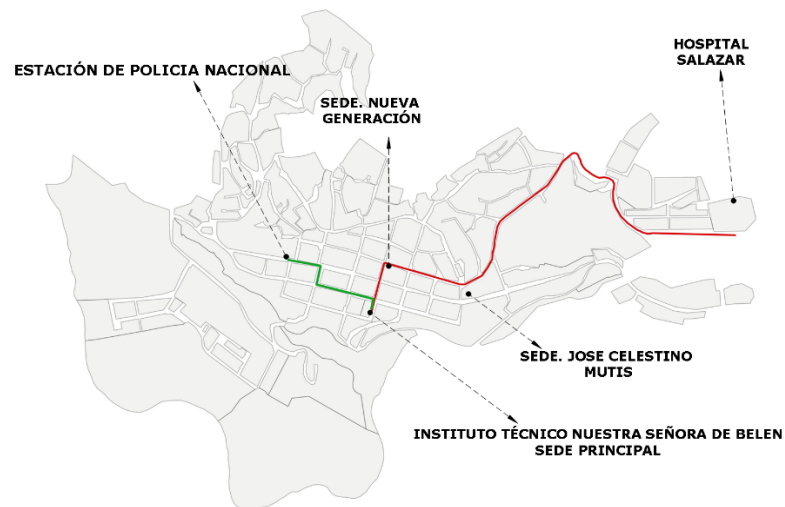 HOSPITAL
SALAZAR
ESTACIÓN DE POLICIA NACIONAL
SEDE. NUEVA
GENERACIÓN
SEDE. JOSE CELESTINO
MUTIS
INSTITUTO TÉCNICO NUESTRA SEÑORA DE BELEN
SEDE PRINCIPAL